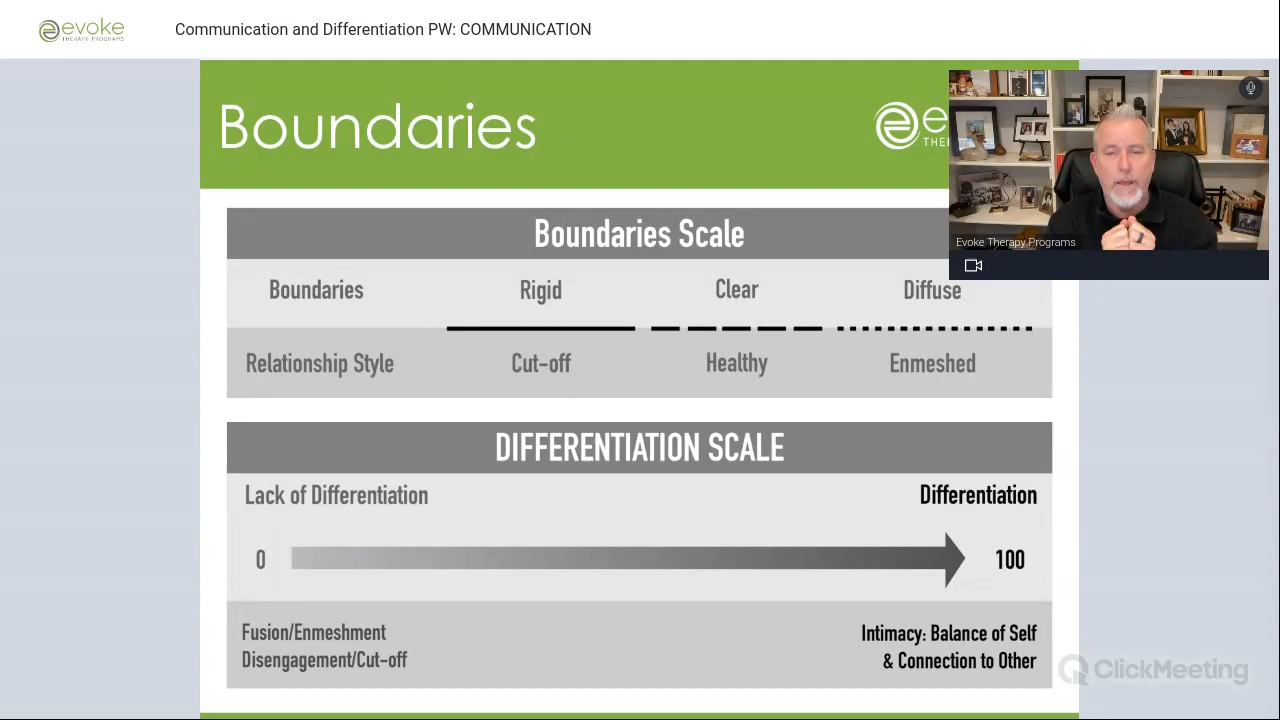 evoke
THERAPY PROGRAMS
Communication and Differentiation PW: COMMUNICATION
Boundaries
e
THE
Evoke Therapy Programs
Boundaries Scale
Boundaries Rigid Clear Diffuse
Relationship Style Cut-off Healthy Enmeshed
DIFFERENTIATION SCALE
Lack of Differentiation Differentiation
0 100
Fusion/Enmeshment
Disengagement/Cut-off
Intimacy: Balance of Self
& Connection to Other
ClickMeeting